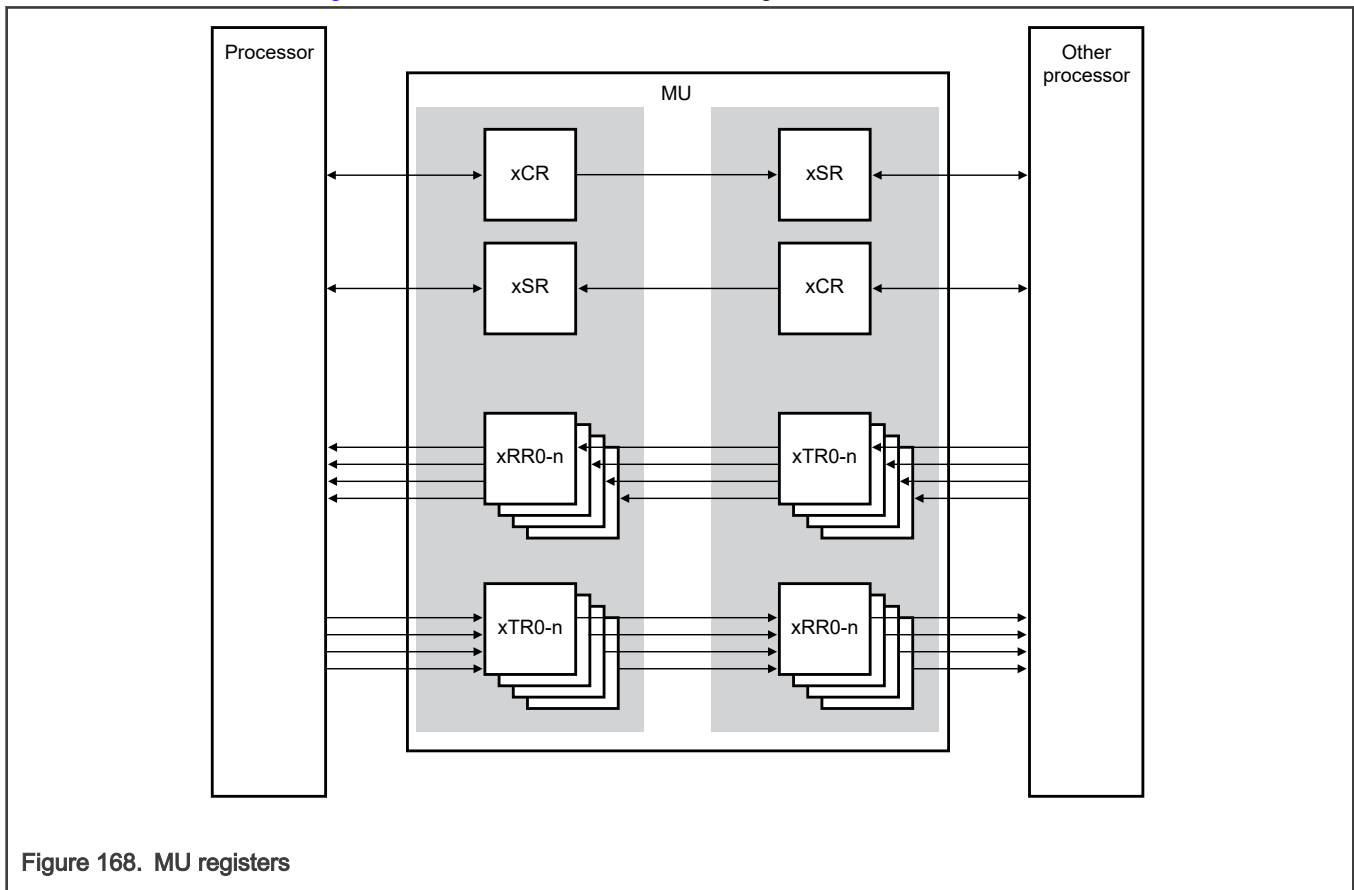 Processor
Other
processor
MU
xCR
xSR
xSR
xCR
xRR0-n
xTR0-n
xTR0-n
xRR0-n
Figure 168. MU registers